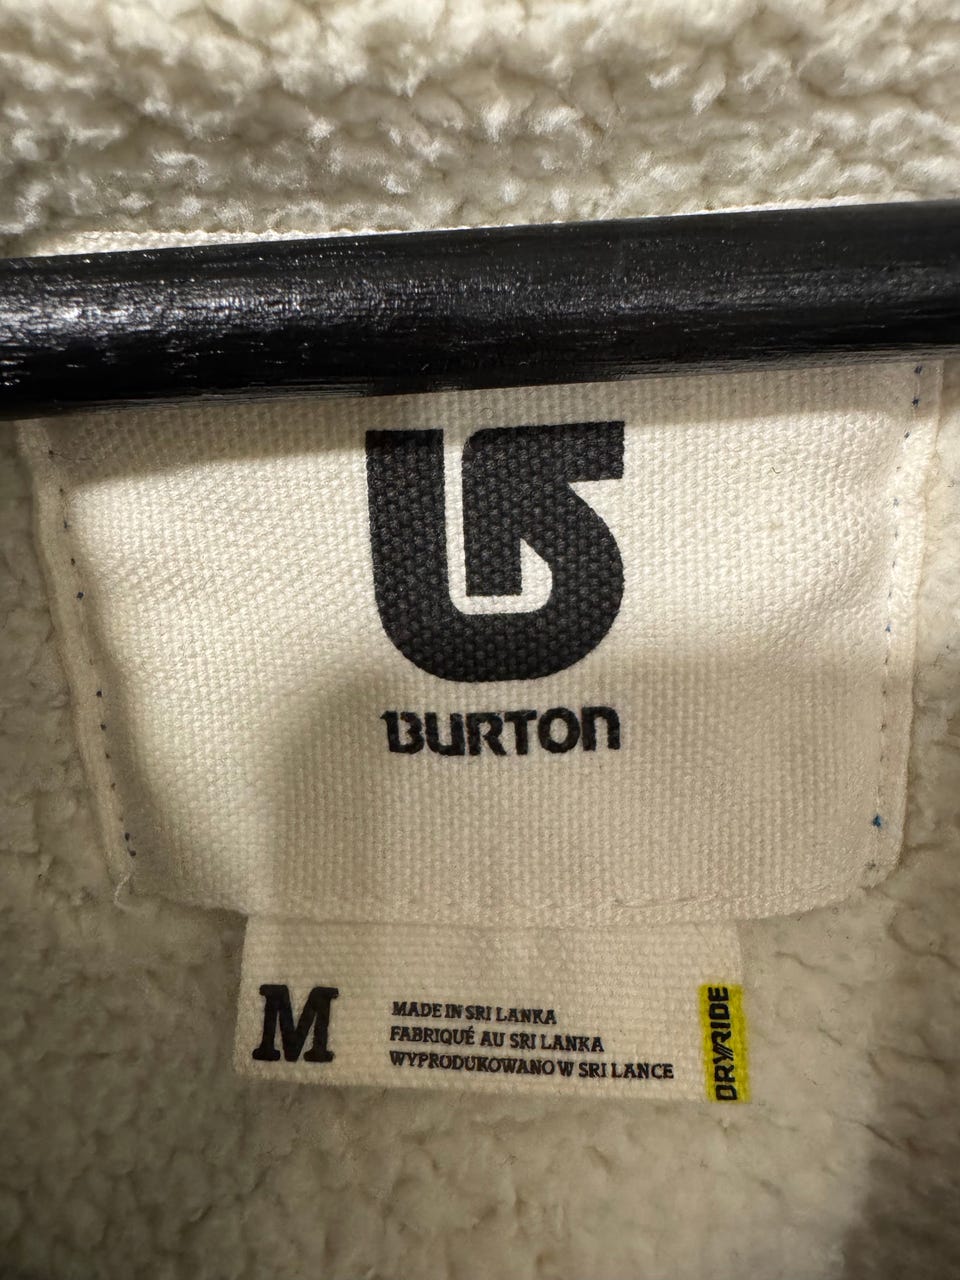 BURTON
M
MADE IN SRI LANKA
FABRIQUÉ AU SRI LANKA
WYPRODUKOWANO W SRI LANCE
DRYRIDE